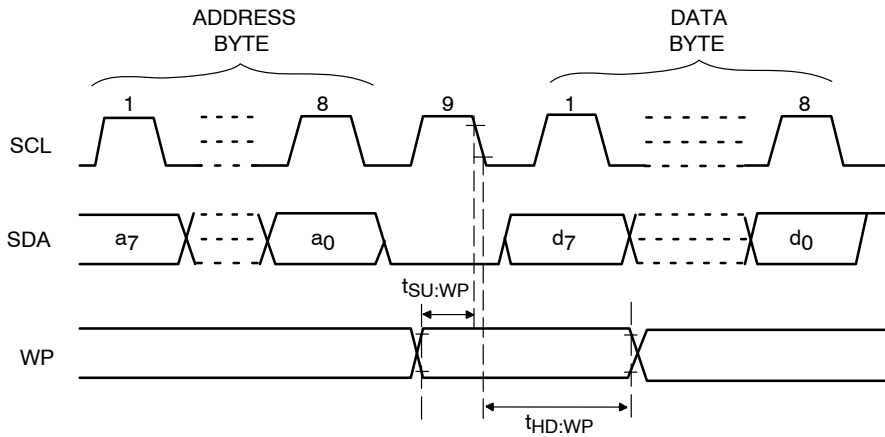 ADDRESS
BYTE
DATA
BYTE
1
8
9
1
8
SCL
SDA
a7
a0
d7
d0
tSU:WP
WP
tHD:WP